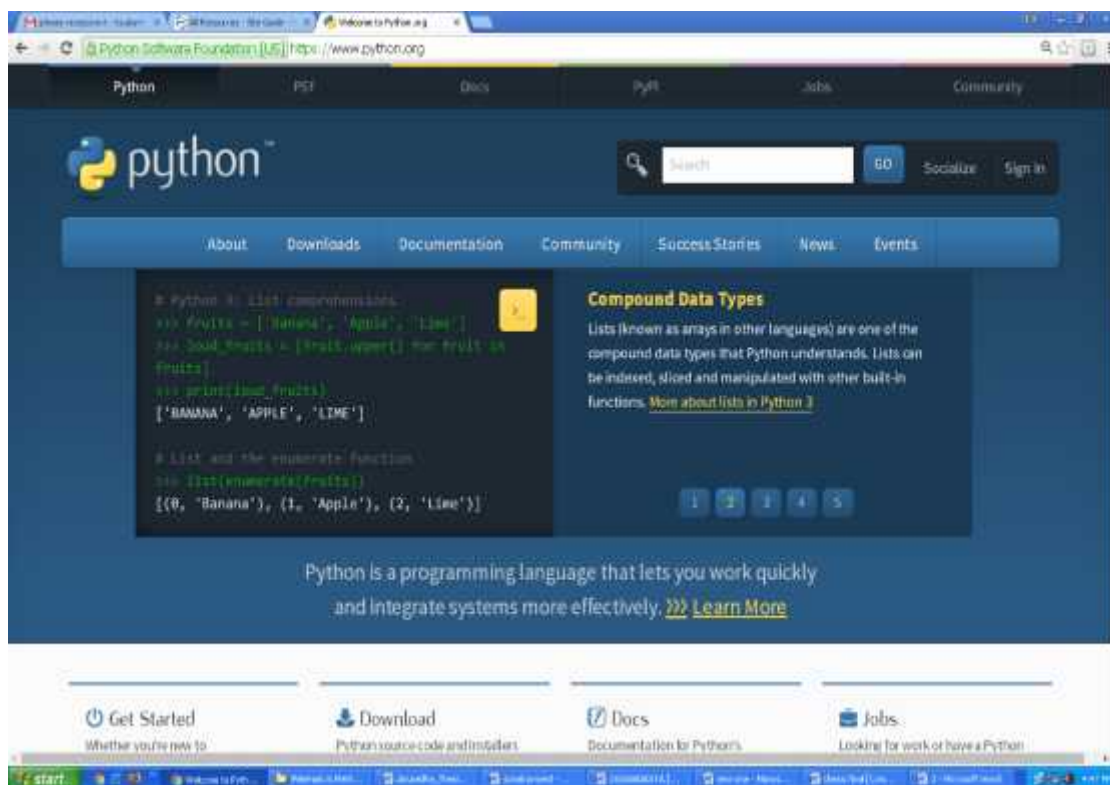 Welcome to Python.org
Python Software Foundation [US] https://www.python.org
Python PSF Docs PyPI Jobs Community
python
Search GO Socialize Sign In
About Downloads Documentation Community Success Stories News Events
# Python 3: List comprehensions
>>> fruits = ['Banana', 'Apple', 'Lime']
>>> loud_fruits = [fruit.upper() for fruit in
fruits]
>>> print(loud_fruits)
['BANANA', 'APPLE', 'LIME']
# List and the enumerate function
>>> list(enumerate(fruits))
[(0, 'Banana'), (1, 'Apple'), (2, 'Lime')]
>_
Compound Data Types
Lists (known as arrays in other languages) are one of the
compound data types that Python understands. Lists can
be indexed, sliced and manipulated with other built-in
functions. More about lists in Python 3
1 2 3 4 5
Python is a programming language that lets you work quickly
and integrate systems more effectively. >>> Learn More
Get Started Download Docs Jobs
Whether you're new to Python source code and installers Documentation for Python's Looking for work or have a Python
start Welcome to Pyth...